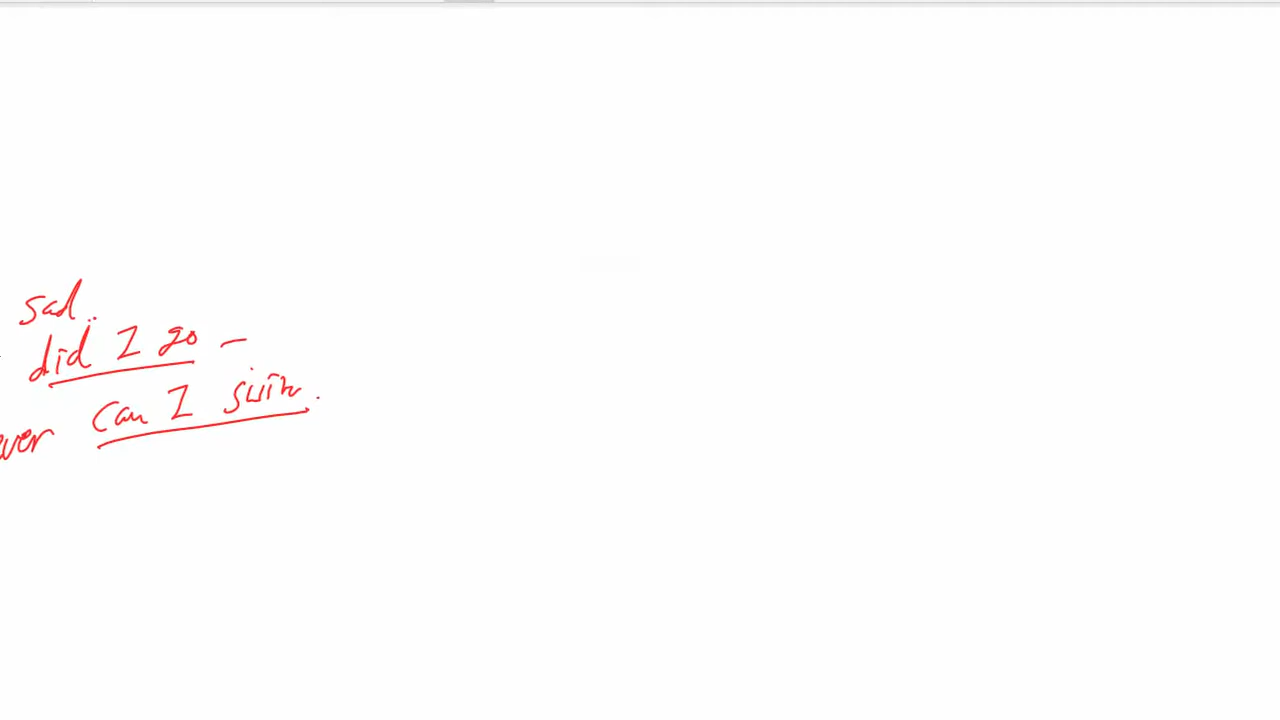 sad..
did I go –
ever can I swim.